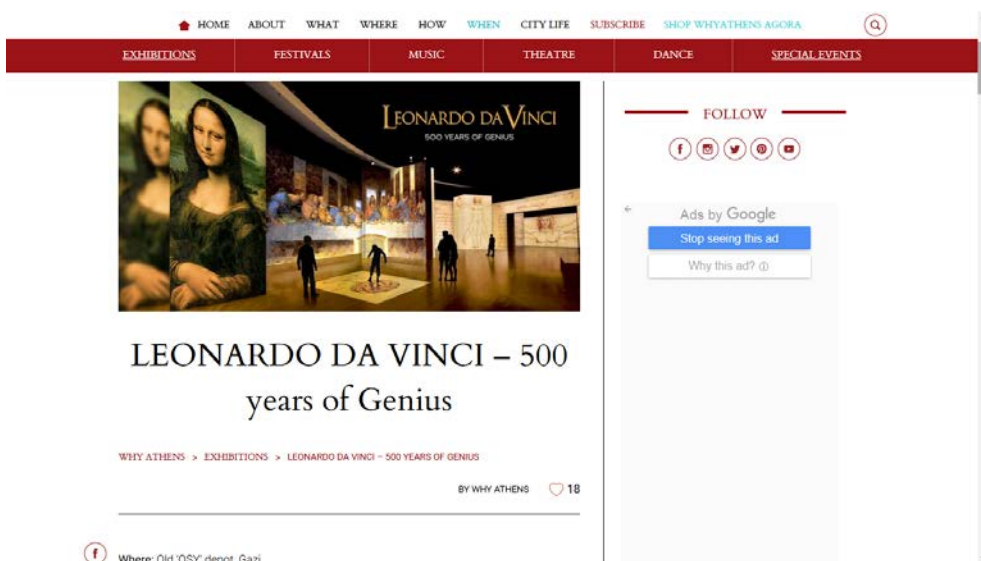 HOME ABOUT WHAT WHERE HOW WHEN CITY LIFE SUBSCRIBE SHOP WHYATHENS AGORA
EXHIBITIONS FESTIVALS MUSIC THEATRE DANCE SPECIAL EVENTS
LEONARDO DA VINCI
500 YEARS OF GENIUS
FOLLOW
Ads by Google
Stop seeing this ad
Why this ad?
LEONARDO DA VINCI – 500
years of Genius
WHY ATHENS > EXHIBITIONS > LEONARDO DA VINCI – 500 YEARS OF GENIUS
BY WHY ATHENS 18
Where: Old 'OSY' depot, Gazi